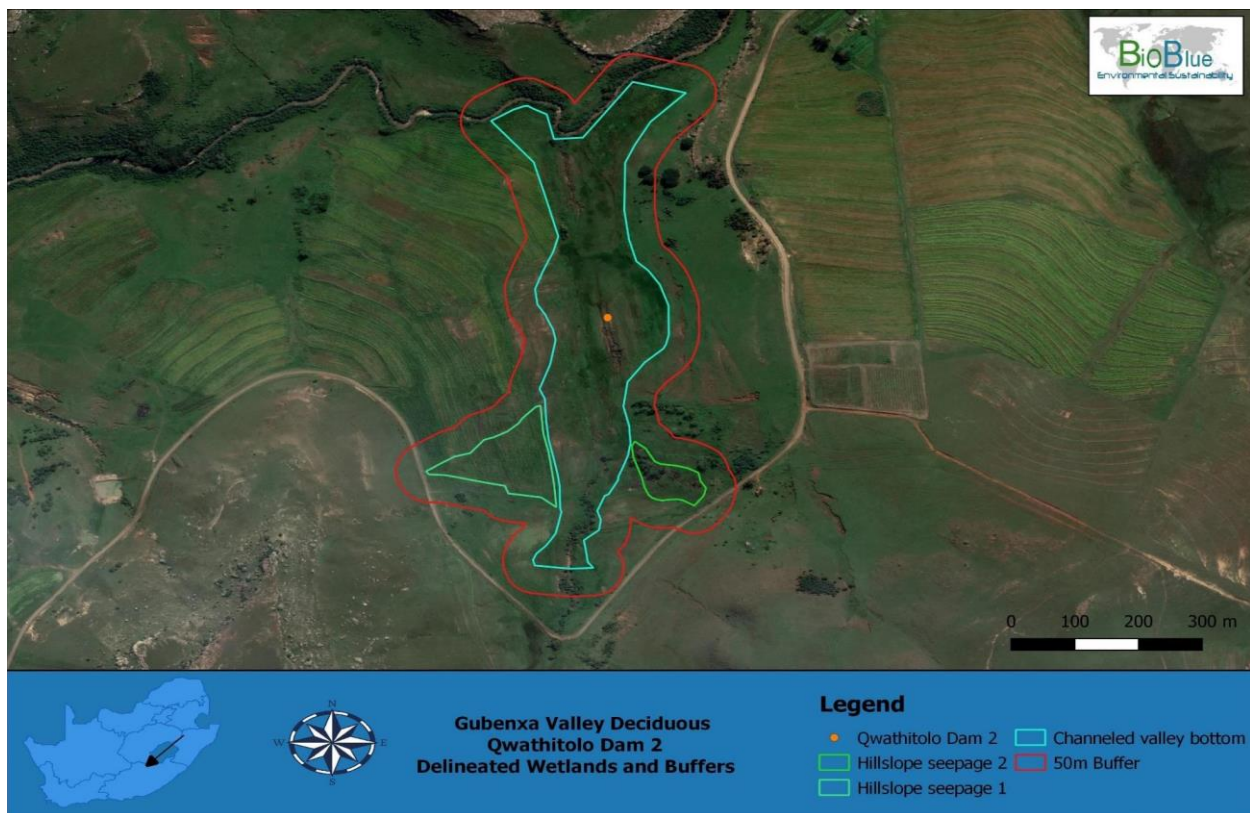 BioBlue
Environmental Sustainability
0 100 200 300 m
N
W E
S
Gubenxa Valley Deciduous
Qwathitolo Dam 2
Delineated Wetlands and Buffers
Legend
Qwathitolo Dam 2
Hillslope seepage 2
Hillslope seepage 1
Channeled valley bottom
50m Buffer